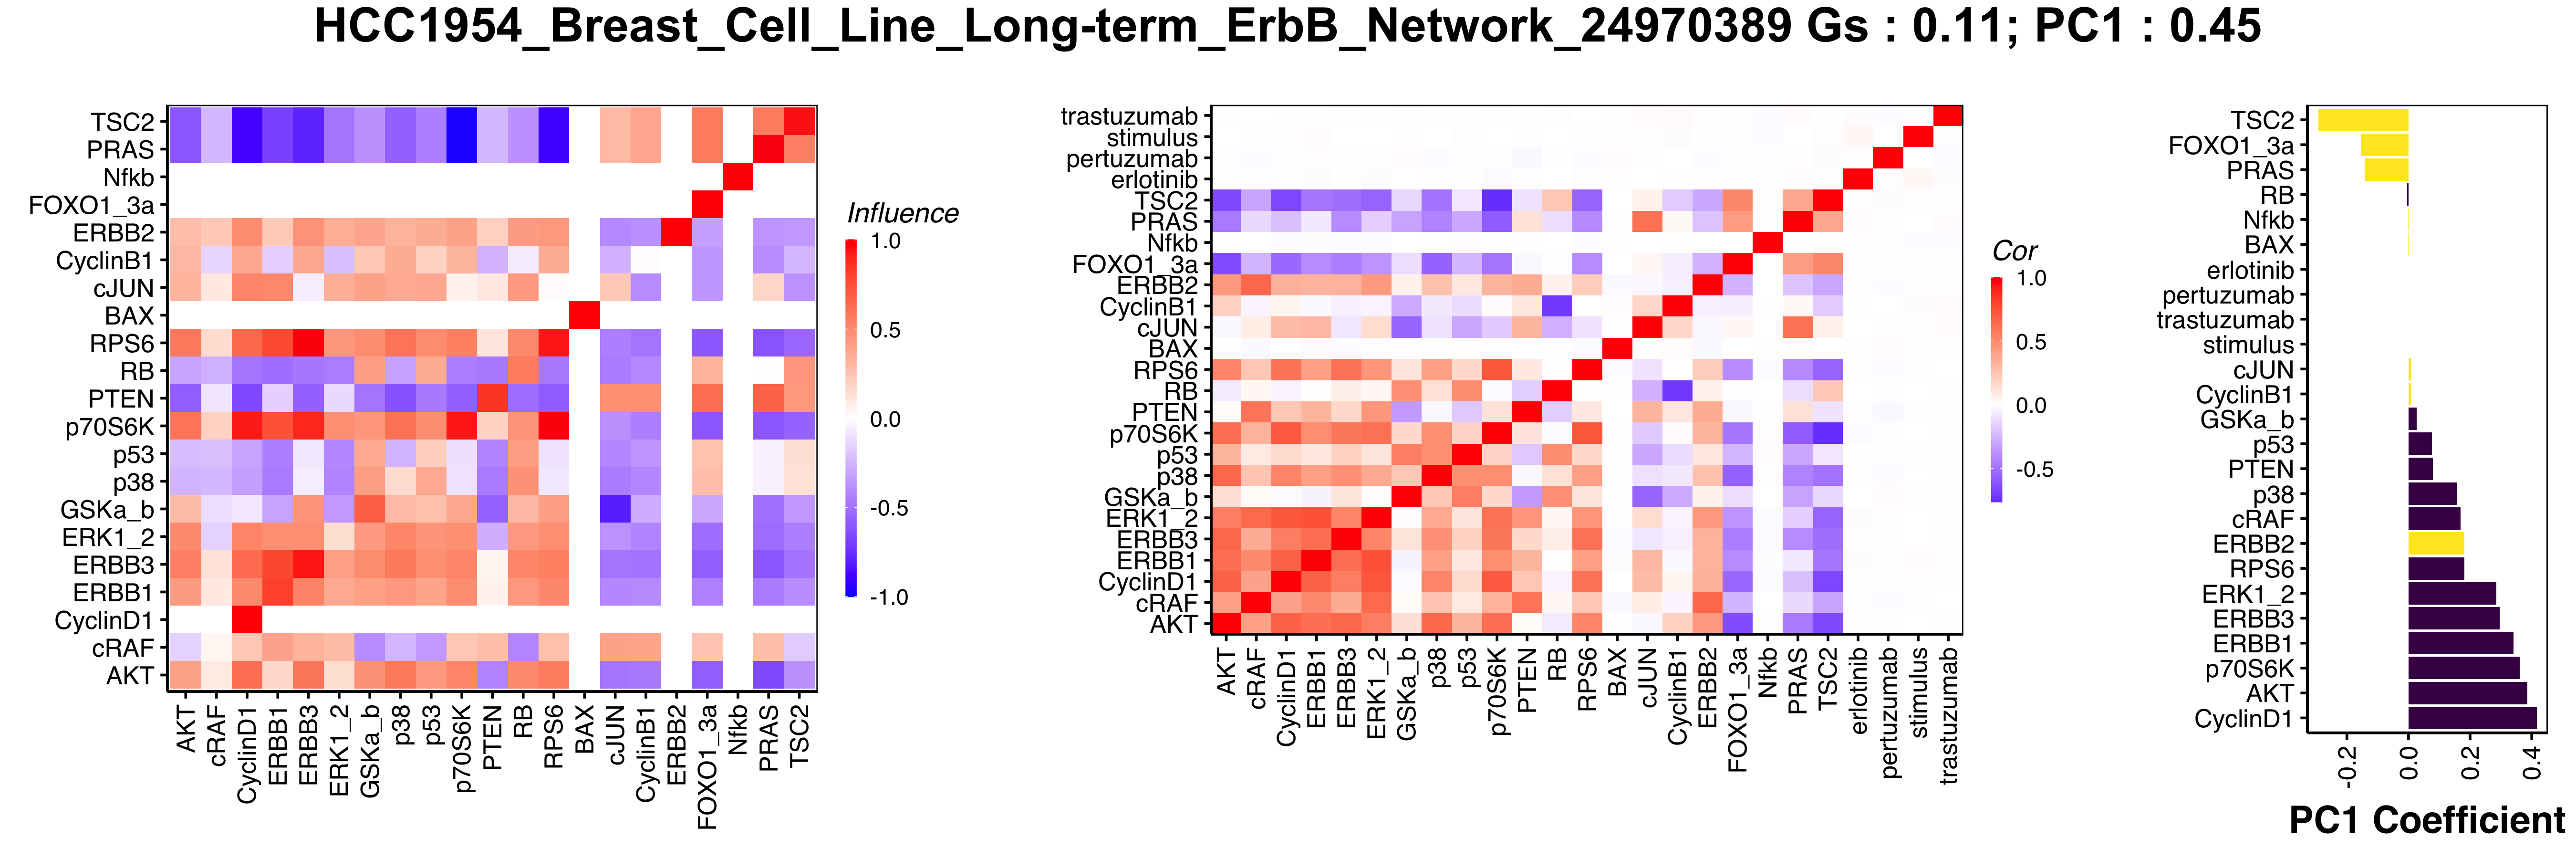 HCC1954_Breast_Cell_Line_Long-term_ErbB_Network_24970389 Gs : 0.11; PC1 : 0.45
TSC2
PRAS
Nfkb
FOXO1_3a
ERBB2
CyclinB1
cJUN
BAX
RPS6
RB
PTEN
p70S6K
p53
p38
GSKa_b
ERK1_2
ERBB3
ERBB1
CyclinD1
cRAF
AKT
AKT
cRAF
CyclinD1
ERBB1
ERBB3
ERK1_2
GSKa_b
p38
p53
p70S6K
PTEN
RB
RPS6
BAX
cJUN
CyclinB1
ERBB2
FOXO1_3a
Nfkb
PRAS
TSC2
Influence
1.0
0.5
0.0
-0.5
-1.0
trastuzumab
stimulus
pertuzumab
erlotinib
TSC2
PRAS
Nfkb
FOXO1_3a
ERBB2
CyclinB1
cJUN
BAX
RPS6
RB
PTEN
p70S6K
p53
p38
GSKa_b
ERK1_2
ERBB3
ERBB1
CyclinD1
cRAF
AKT
AKT
cRAF
CyclinD1
ERBB1
ERBB3
ERK1_2
GSKa_b
p38
p53
p70S6K
PTEN
RB
RPS6
BAX
cJUN
CyclinB1
ERBB2
FOXO1_3a
Nfkb
PRAS
TSC2
erlotinib
pertuzumab
stimulus
trastuzumab
Cor
1.0
0.5
0.0
-0.5
TSC2
FOXO1_3a
PRAS
RB
Nfkb
BAX
erlotinib
pertuzumab
trastuzumab
stimulus
cJUN
CyclinB1
GSKa_b
p53
PTEN
p38
cRAF
ERBB2
RPS6
ERK1_2
ERBB3
ERBB1
p70S6K
AKT
CyclinD1
-0.2
0.0
0.2
0.4
PC1 Coefficient